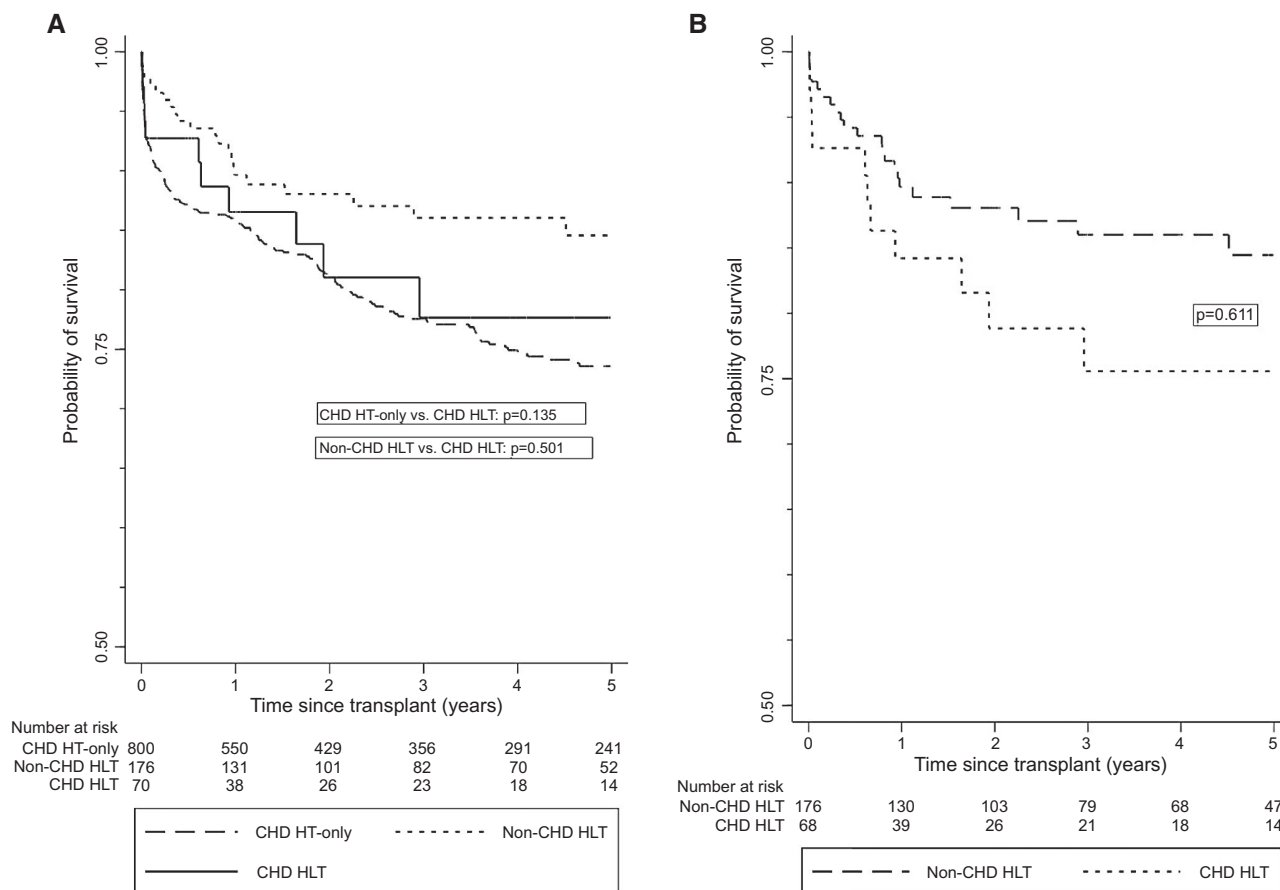 A
1.00
0.75
0.50
Probability of survival
CHD HT-only vs. CHD HLT: p=0.135
Non-CHD HLT vs. CHD HLT: p=0.501
0 1 2 3 4 5
Time since transplant (years)
Number at risk
CHD HT-only 800 550 429 356 291 241
Non-CHD HLT 176 131 101 82 70 52
CHD HLT 70 38 26 23 18 14
CHD HT-only Non-CHD HLT
CHD HLT
B
1.00
0.75
0.50
Probability of survival
p=0.611
0 1 2 3 4 5
Time since transplant (years)
Number at risk
Non-CHD HLT 176 130 103 79 68 47
CHD HLT 68 39 26 21 18 14
Non-CHD HLT CHD HLT